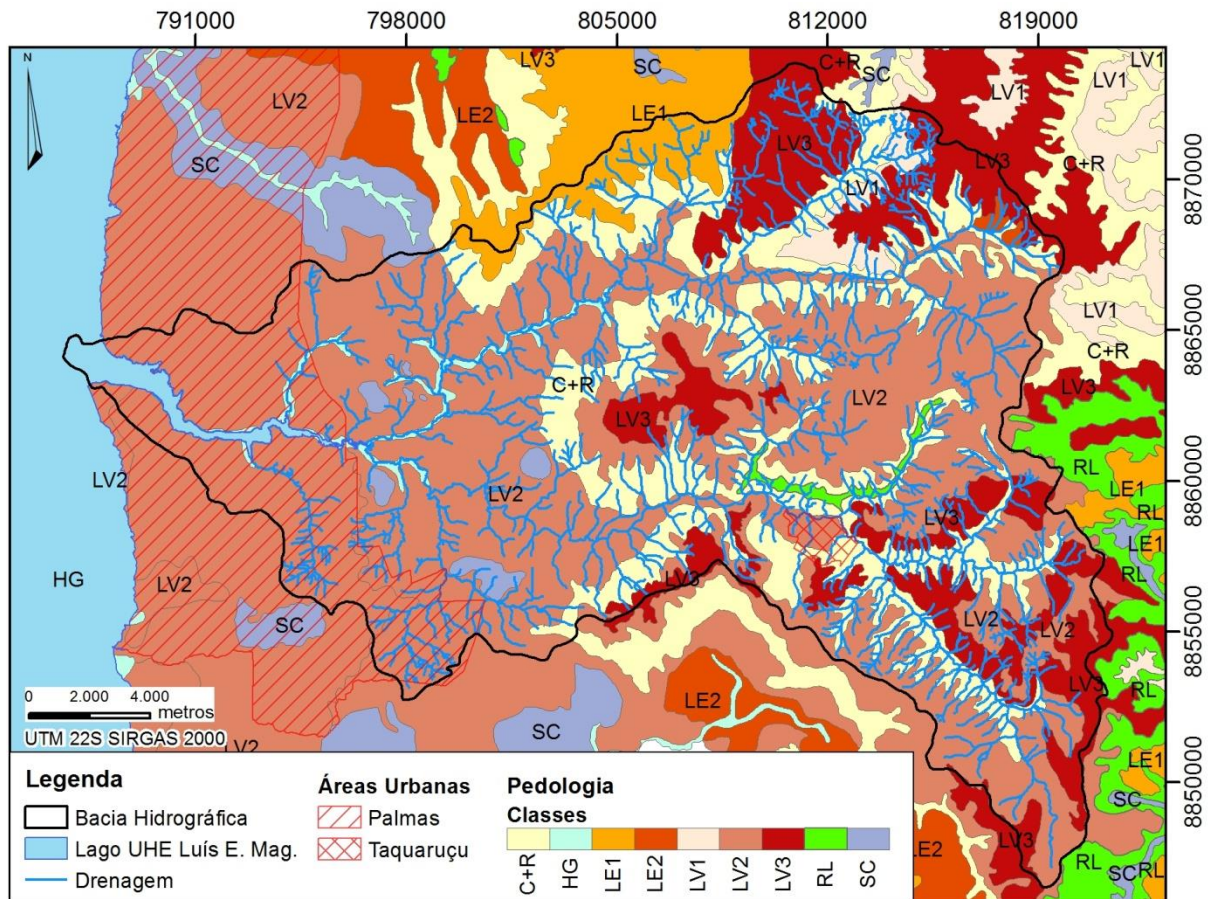 791000 798000 805000 812000 819000
N
LV3 SC C+R SC LV1 LV1
LV2 LE2 LE1 LV1
SC LV3 LV3 C+R
LV1
8870000
LV1
8865000
C+R
C+R LV3
LV2
LV3
LV2 LV2 RL
8860000
LE1
LV3 RL
HG LV2 LV3 LE1
RL
SC LV2 LV2
8855000
LV3 RL
LE2
0 2.000 4.000
metros
SC
UTM 22S SIRGAS 2000
LV2
LE1
8850000
SC
LV3
LE2
RL
SC RL
Legenda
Bacia Hidrográfica
Lago UHE Luís E. Mag.
Drenagem
Áreas Urbanas
Palmas
Taquaruçu
Pedologia
Classes
C+R HG LE1 LE2 LV1 LV2 LV3 RL SC